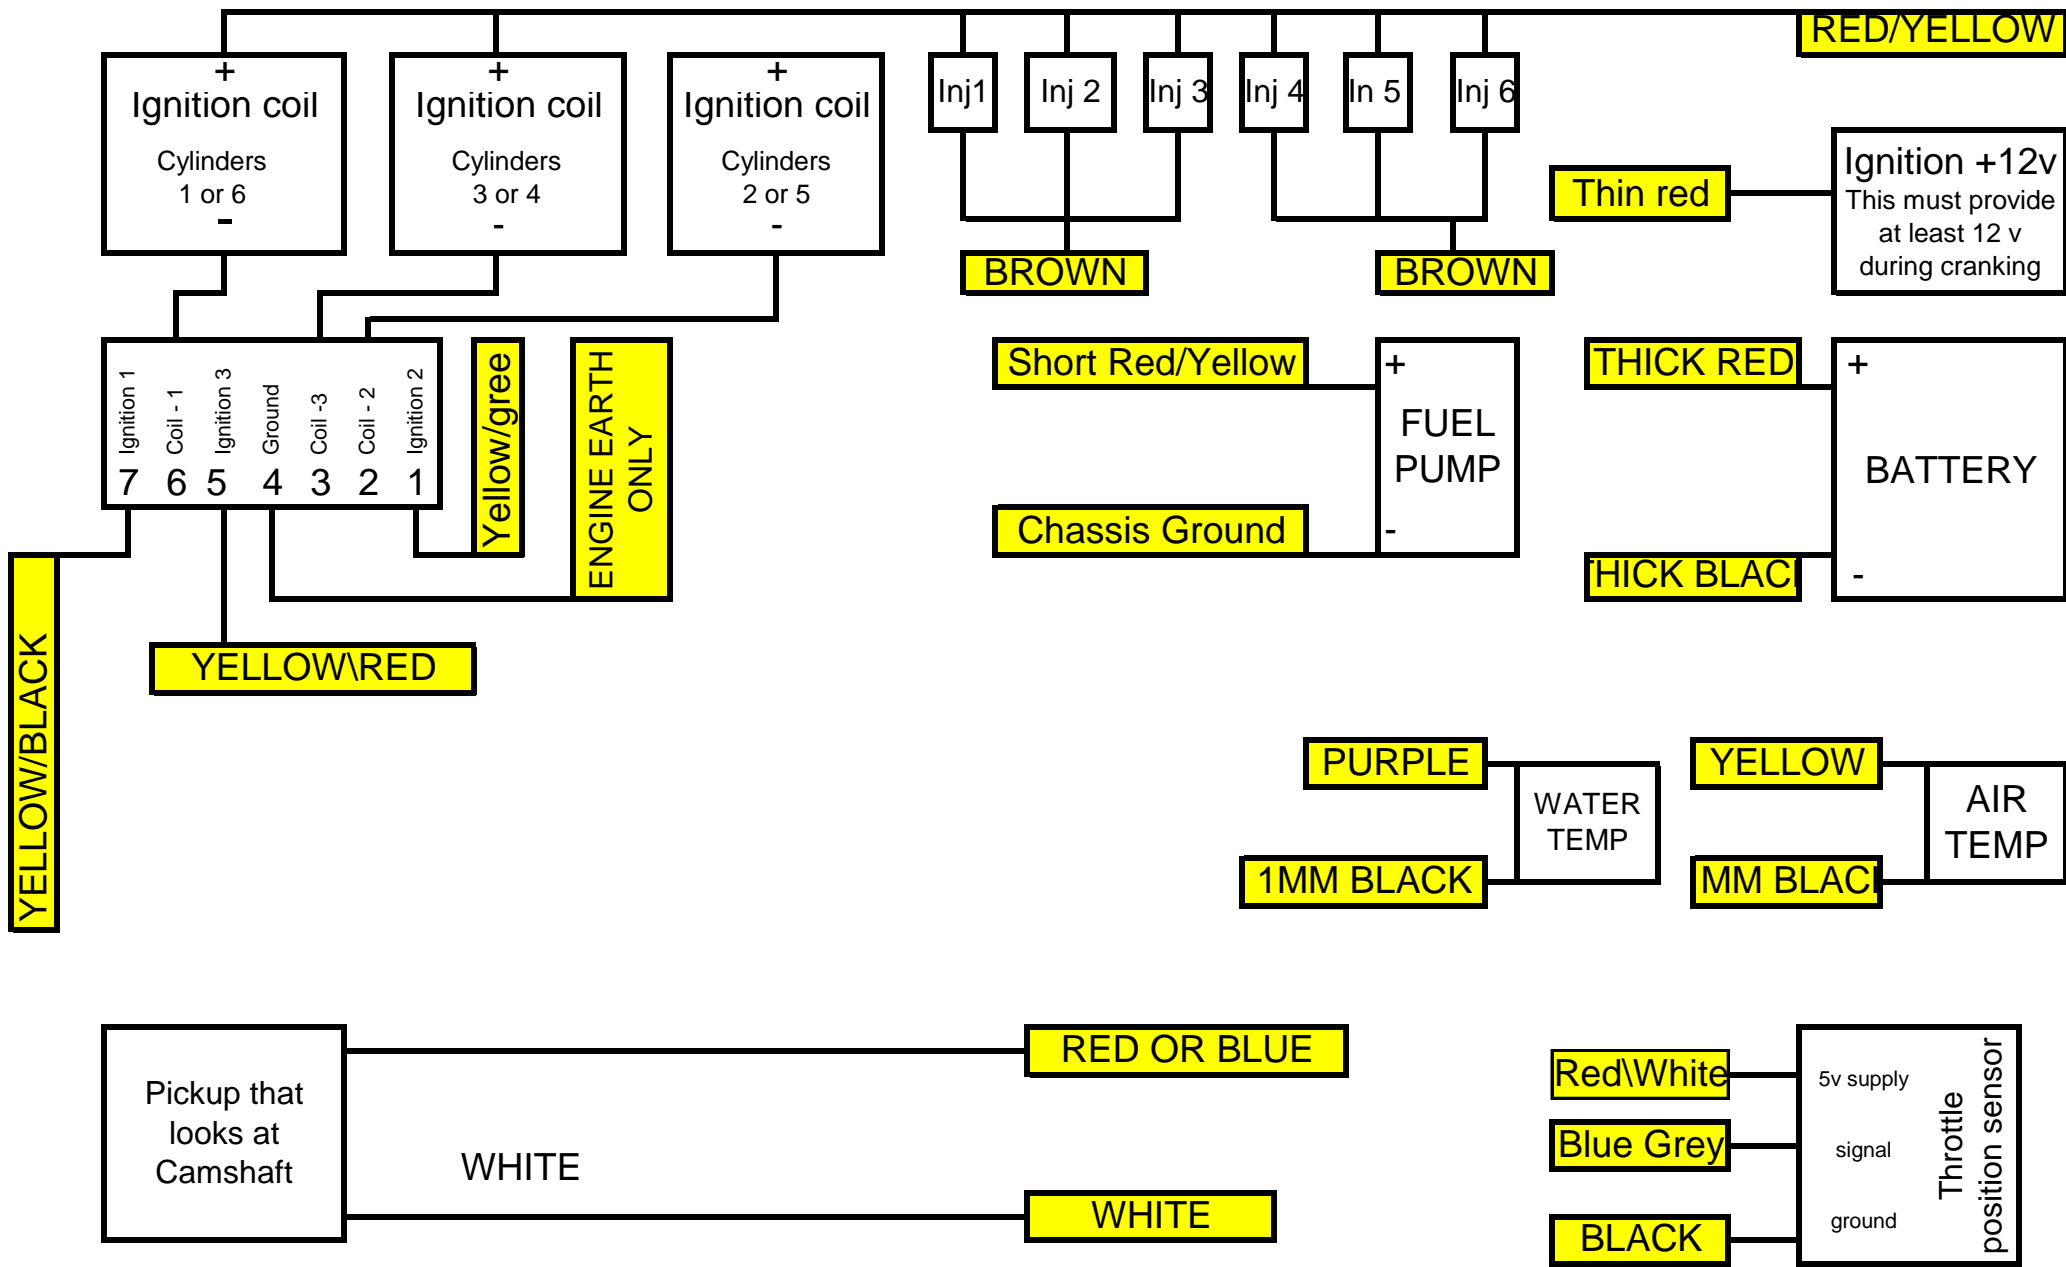 RED/YELLOW
+
Ignition coil
Cylinders
1 or 6
-
+
Ignition coil
Cylinders
3 or 4
-
+
Ignition coil
Cylinders
2 or 5
-
Inj1
Inj 2
Inj 3
Inj 4
In 5
Inj 6
BROWN
BROWN
Thin red
Ignition +12v
This must provide
at least 12 v
during cranking
Ignition 1
Coil - 1
Ignition 3
Ground
Coil -3
Coil - 2
Ignition 2
7 6 5 4 3 2 1
Yellow/gree
ENGINE EARTH
ONLY
YELLOW/BLACK
YELLOW\RED
Short Red/Yellow
Chassis Ground
+
FUEL
PUMP
-
THICK RED
HICK BLAC
+
BATTERY
-
PURPLE
1MM BLACK
WATER
TEMP
YELLOW
MM BLAC
AIR
TEMP
Pickup that
looks at
Camshaft
RED OR BLUE
WHITE
WHITE
Red\White
Blue Grey
BLACK
5v supply
signal
ground
Throttle
position sensor